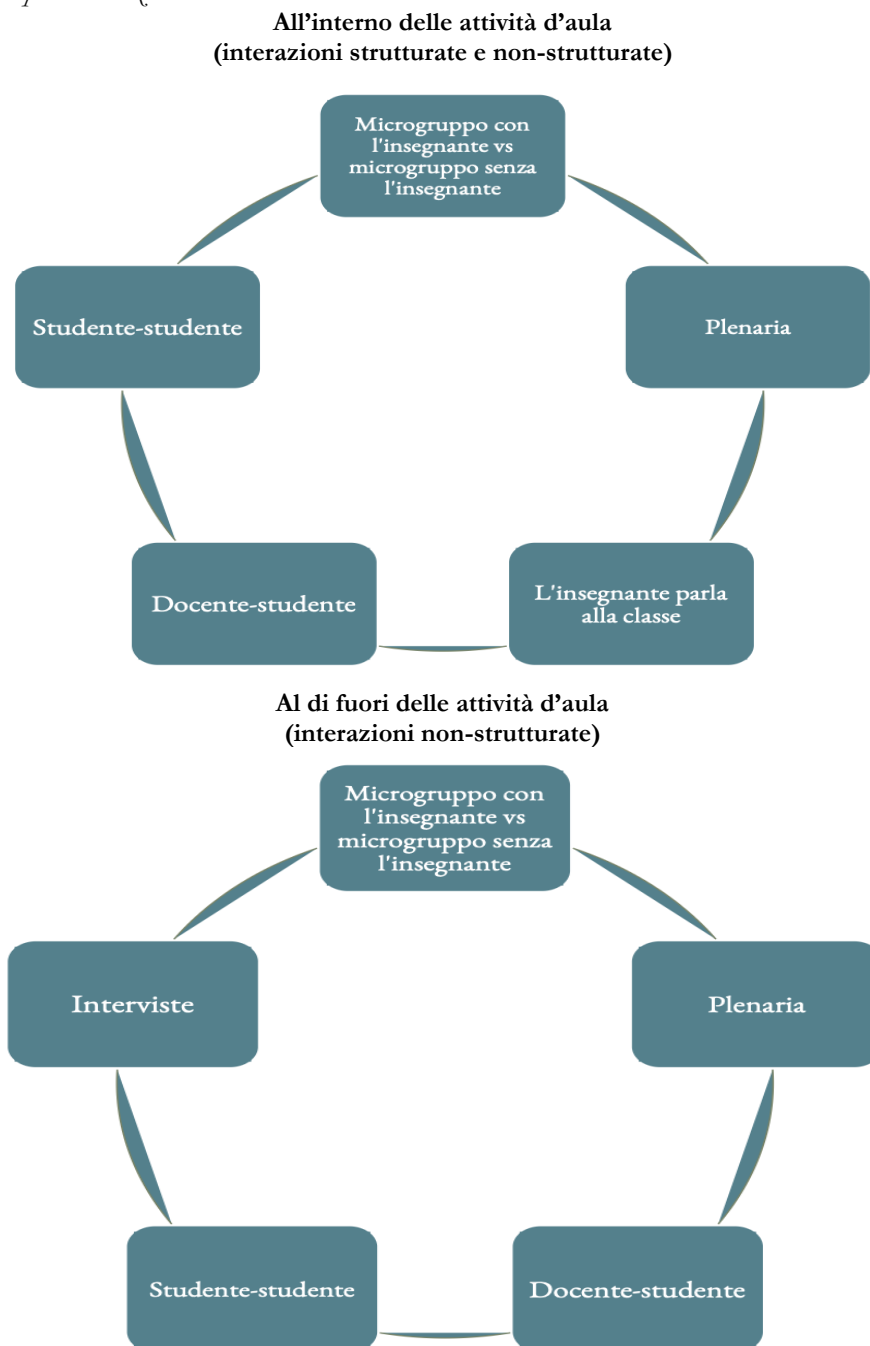 All’interno delle attività d’aula
(interazioni strutturate e non-strutturate)
Microgruppo con
l'insegnante vs
microgruppo senza
l'insegnante
Studente-studente
Plenaria
Docente-studente
L'insegnante parla
alla classe
Al di fuori delle attività d’aula
(interazioni non-strutturate)
Microgruppo con
l'insegnante vs
microgruppo senza
l'insegnante
Interviste
Plenaria
Studente-studente
Docente-studente